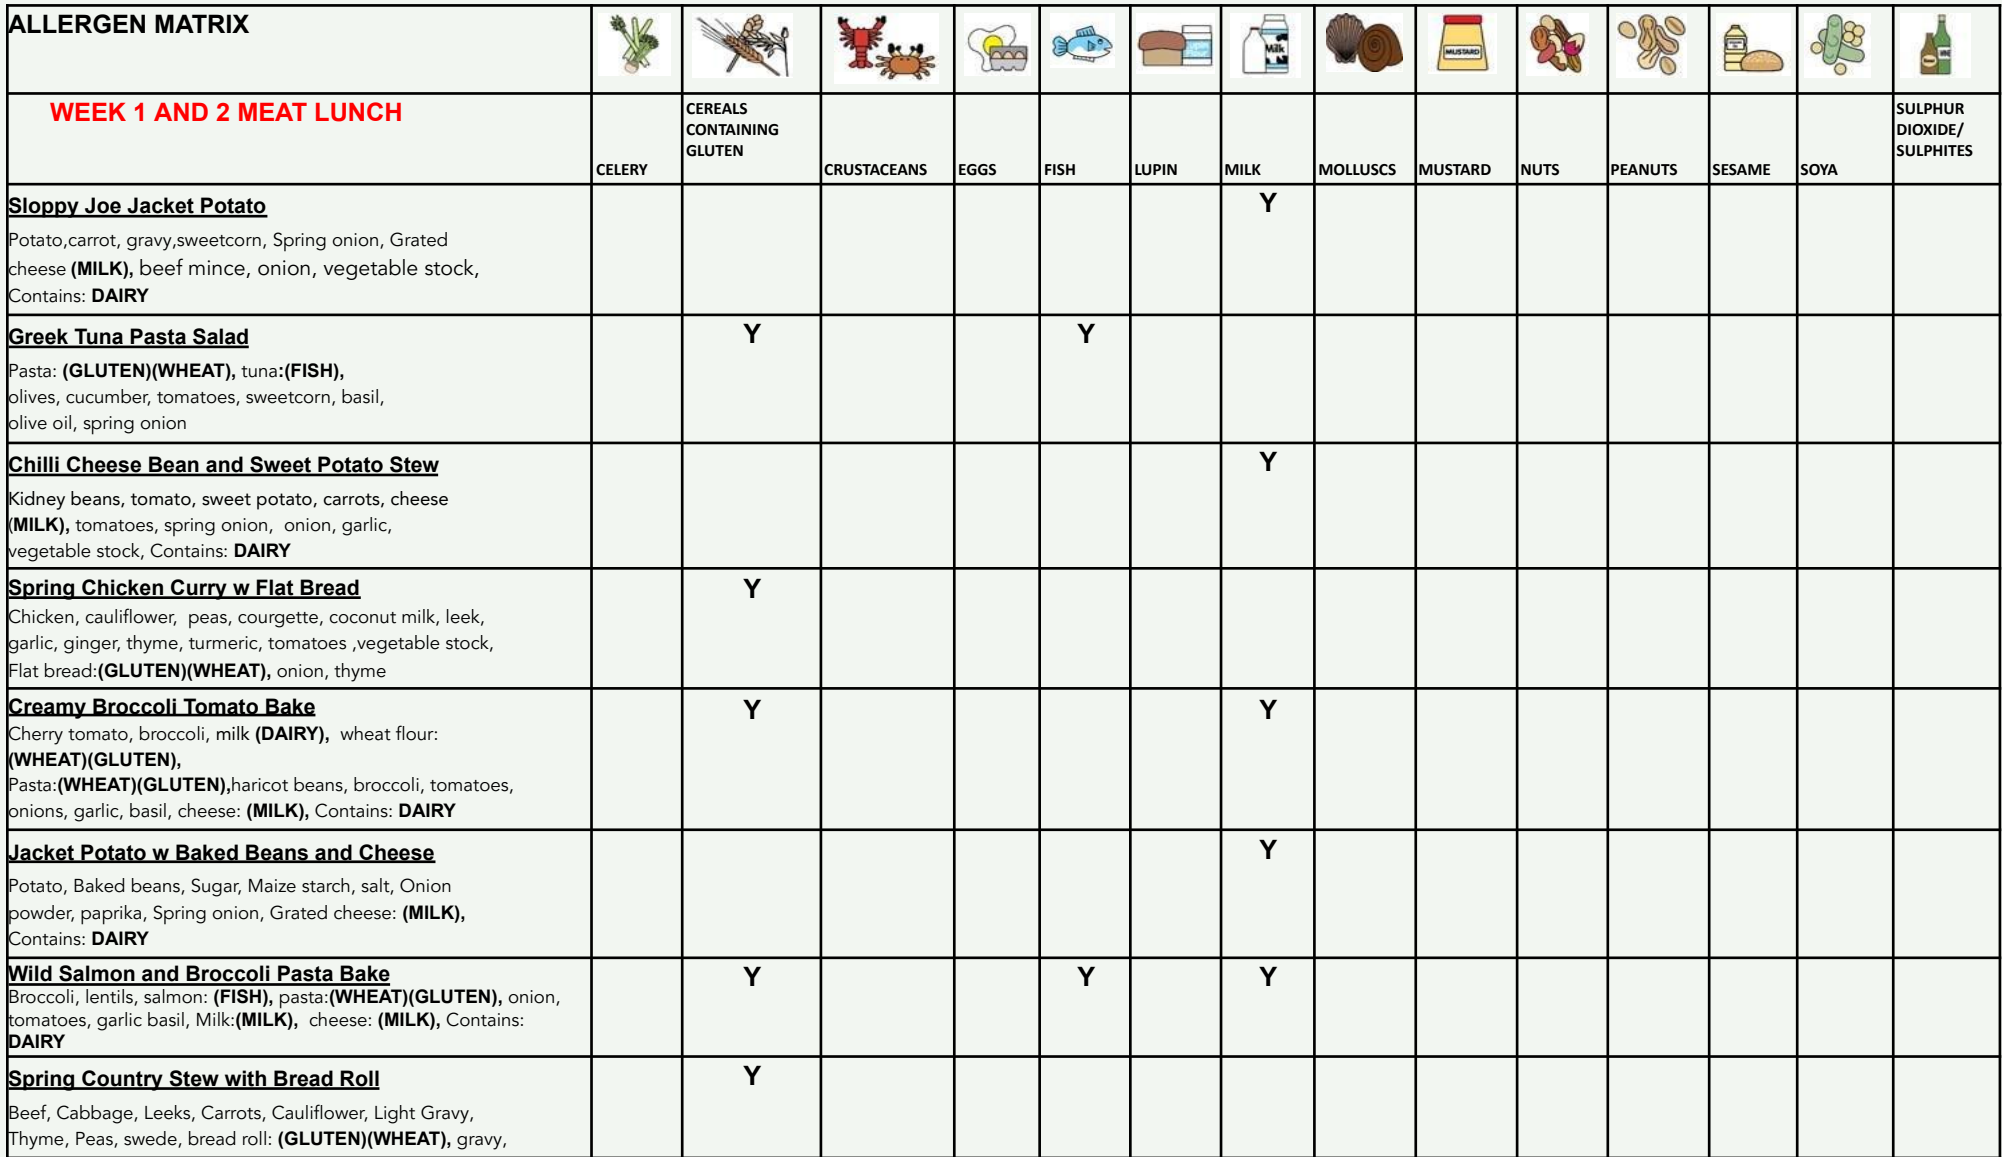 ALLERGEN MATRIX
Milk
MUSTARD
WEEK 1 AND 2 MEAT LUNCH
CELERY
CEREALS
CONTAINING
GLUTEN
CRUSTACEANS
EGGS
FISH
LUPIN
MILK
MOLLUSCS
MUSTARD
NUTS
PEANUTS
SESAME
SOYA
SULPHUR
DIOXIDE/
SULPHITES
Sloppy Joe Jacket Potato
Y
Potato,carrot, gravy,sweetcorn, Spring onion, Grated
cheese (MILK), beef mince, onion, vegetable stock,
Contains: DAIRY
Greek Tuna Pasta Salad
Y Y
Pasta: (GLUTEN)(WHEAT), tuna:(FISH),
olives, cucumber, tomatoes, sweetcorn, basil,
olive oil, spring onion
Chilli Cheese Bean and Sweet Potato Stew
Y
Kidney beans, tomato, sweet potato, carrots, cheese
(MILK), tomatoes, spring onion, onion, garlic,
vegetable stock, Contains: DAIRY
Spring Chicken Curry w Flat Bread
Y
Chicken, cauliflower, peas, courgette, coconut milk, leek,
garlic, ginger, thyme, turmeric, tomatoes ,vegetable stock,
Flat bread:(GLUTEN)(WHEAT), onion, thyme
Creamy Broccoli Tomato Bake
Y Y
Cherry tomato, broccoli, milk (DAIRY), wheat flour:
(WHEAT)(GLUTEN),
Pasta:(WHEAT)(GLUTEN),haricot beans, broccoli, tomatoes,
onions, garlic, basil, cheese: (MILK), Contains: DAIRY
Jacket Potato w Baked Beans and Cheese
Y
Potato, Baked beans, Sugar, Maize starch, salt, Onion
powder, paprika, Spring onion, Grated cheese: (MILK),
Contains: DAIRY
Wild Salmon and Broccoli Pasta Bake
Y Y Y
Broccoli, lentils, salmon: (FISH), pasta:(WHEAT)(GLUTEN), onion,
tomatoes, garlic basil, Milk:(MILK), cheese: (MILK), Contains:
DAIRY
Spring Country Stew with Bread Roll
Y
Beef, Cabbage, Leeks, Carrots, Cauliflower, Light Gravy,
Thyme, Peas, swede, bread roll: (GLUTEN)(WHEAT), gravy,